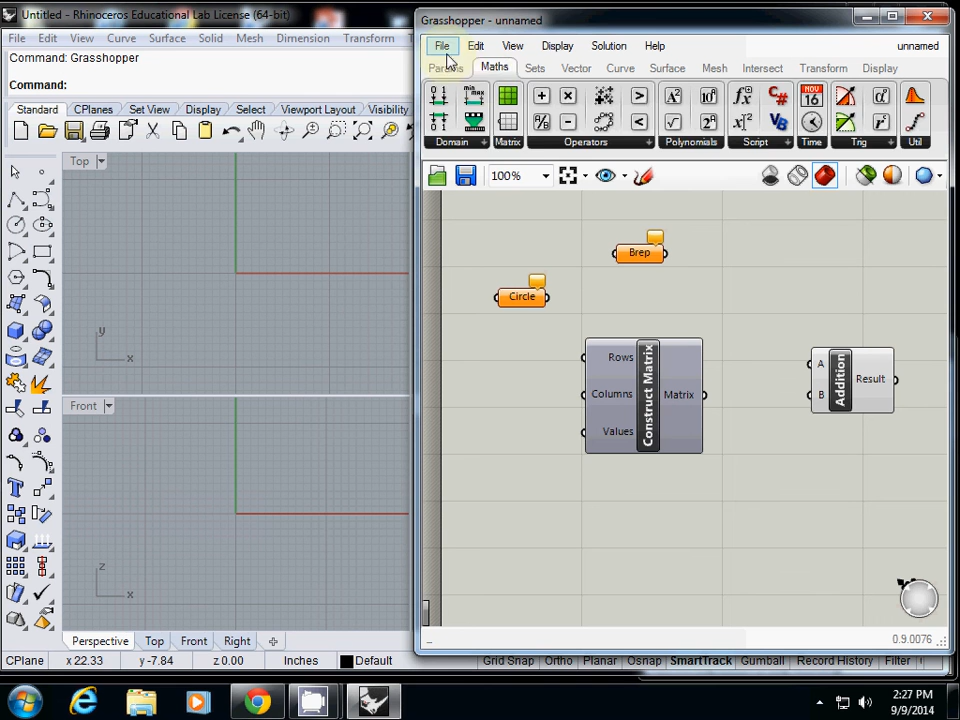 Untitled - Rhinoceros Educational Lab License (64-bit)
File Edit View Curve Surface Solid Mesh Dimension Transform
Command: Grasshopper
Command:
Standard CPlanes Set View Display Select Viewport Layout Visibility
Top
y
x
Front
z
x
Perspective Top Front Right
CPlane x 22.33 y -7.84 z 0.00 Inches Default Grid Snap Ortho Planar Osnap SmartTrack Gumball Record History Filter
Grasshopper - unnamed
File Edit View Display Solution Help unnamed
Params Maths Sets Vector Curve Surface Mesh Intersect Transform Display
Domain Matrix Operators Polynomials Script Time Trig Util
100%
Brep
Circle
Rows
Columns
Values
Construct Matrix
Matrix
A
B
Addition
Result
0.9.0076
2:27 PM
9/9/2014